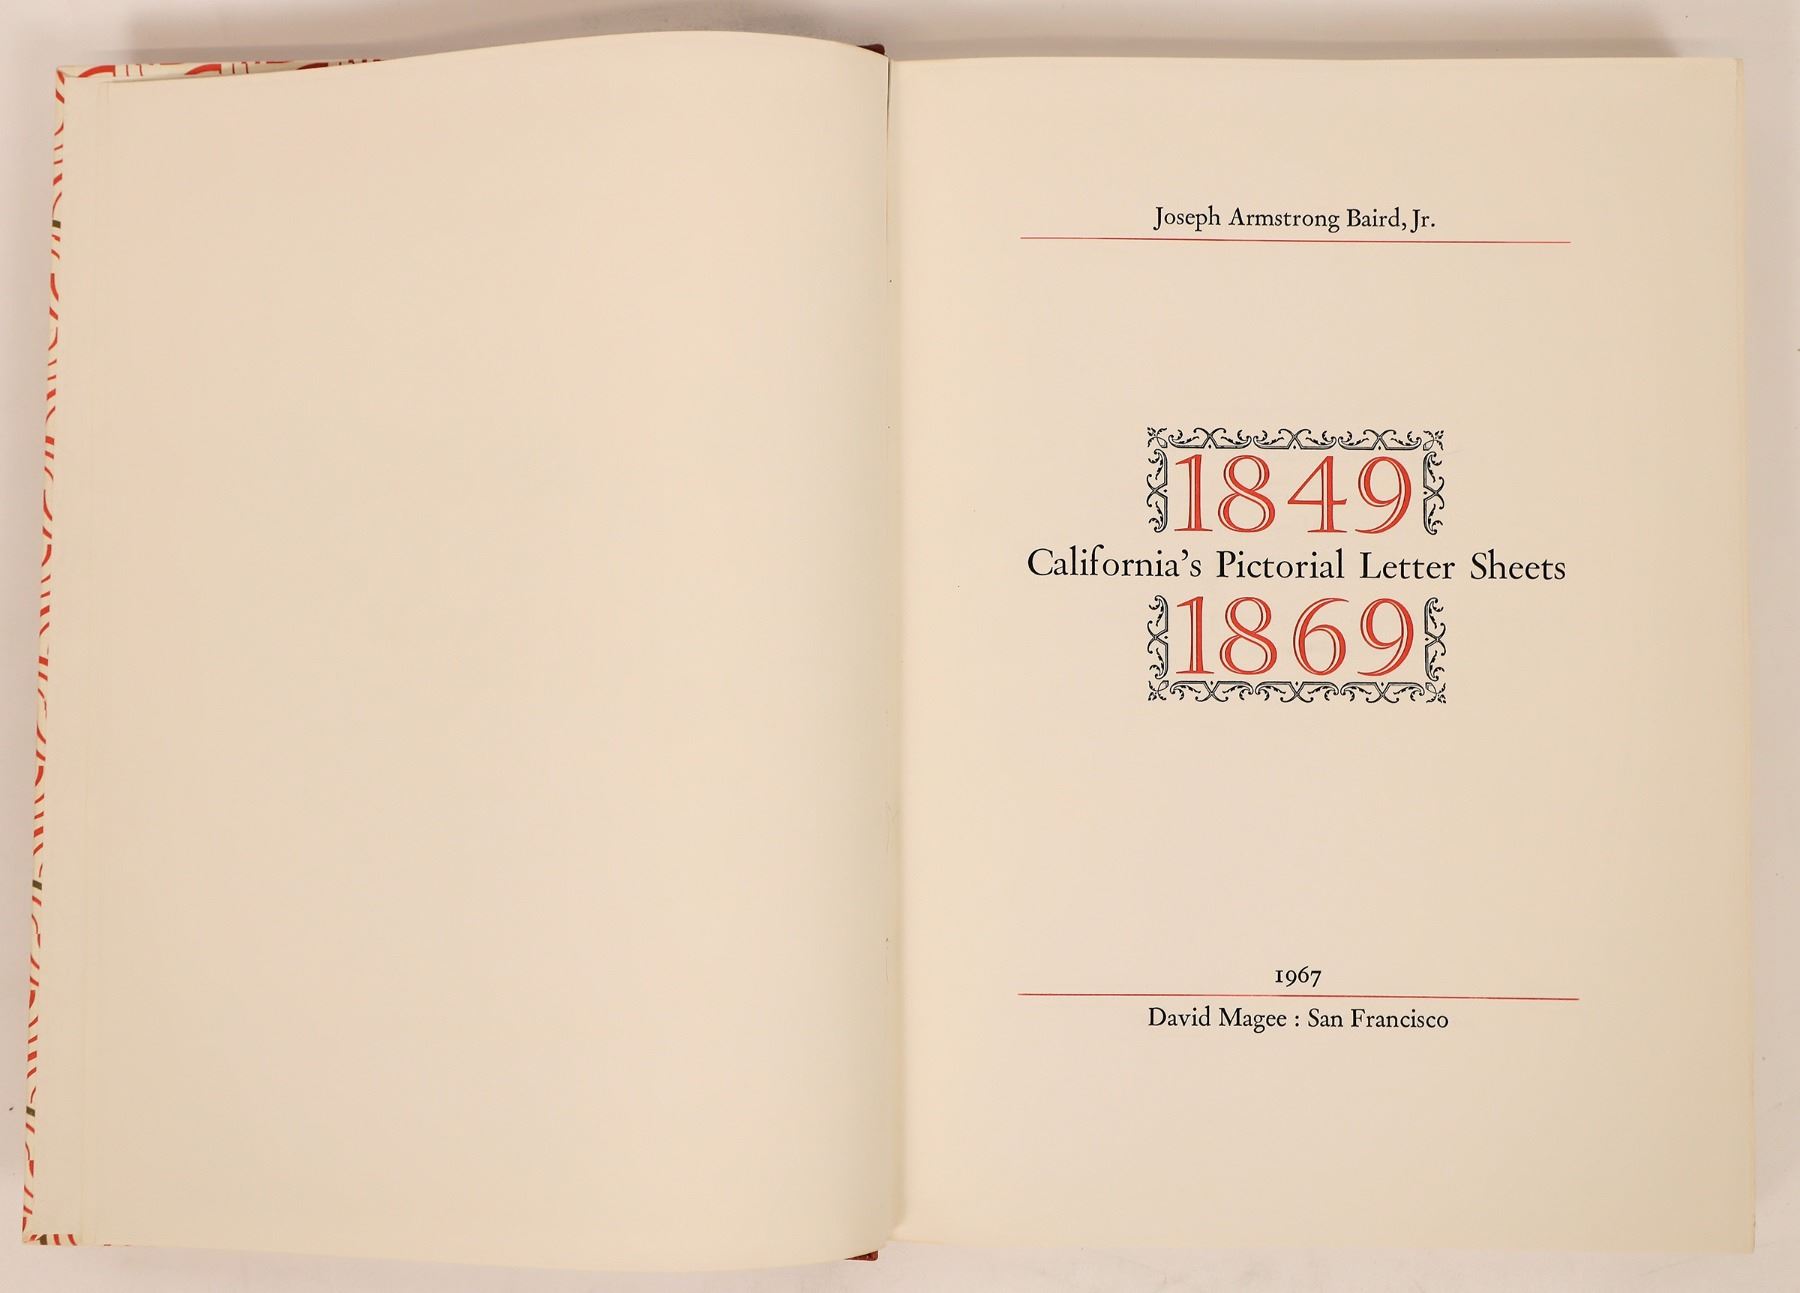 Joseph Armstrong Baird, Jr.
1849
California's Pictorial Letter Sheets
1869
1967
David Magee : San Francisco